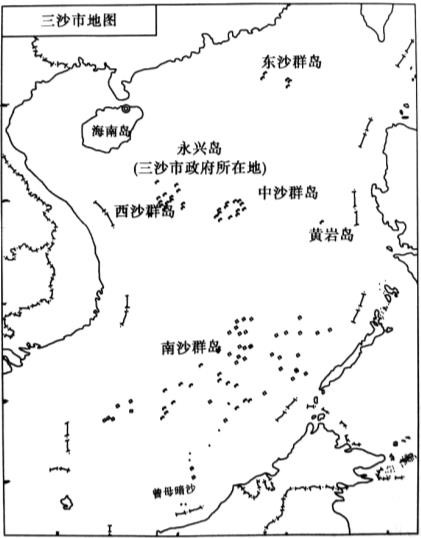 三沙市地图
东沙群岛
海南岛
永兴岛
(三沙市政府所在地)
中沙群岛
西沙群岛
黄岩岛
南沙群岛
曾母暗沙